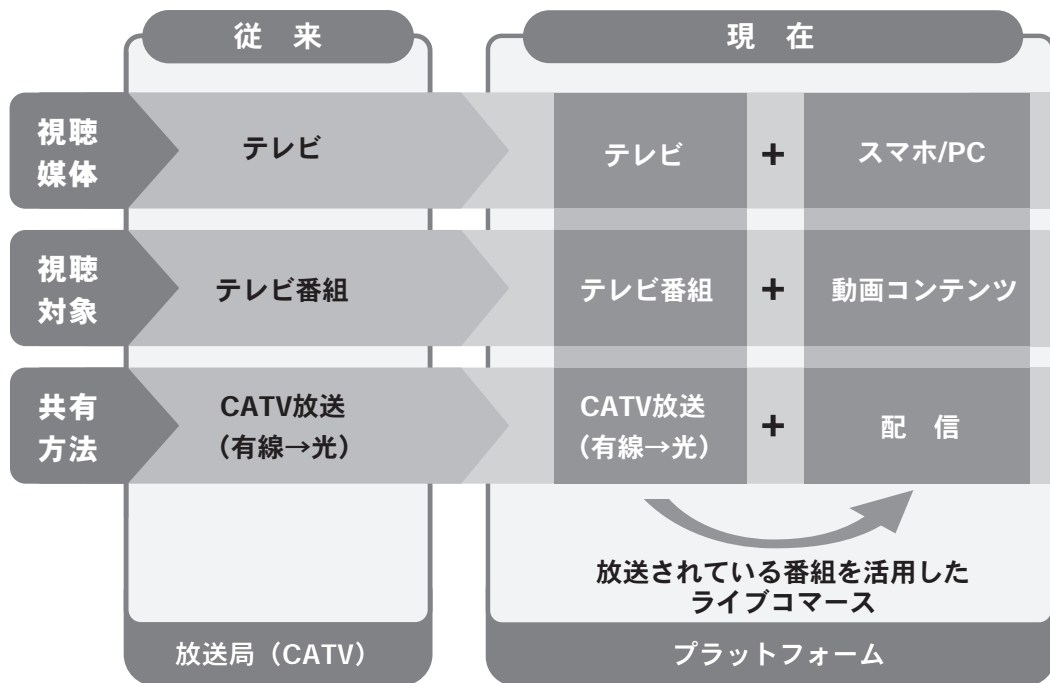 従　来
現　在
視聴
媒体
テレビ
テレビ
+
スマホ/PC
視聴
対象
テレビ番組
テレビ番組
+
動画コンテンツ
共有
方法
CATV放送
（有線→光）
CATV放送
（有線→光）
+
配　信
放送されている番組を活用した
ライブコマース
放送局（CATV）
プラットフォーム